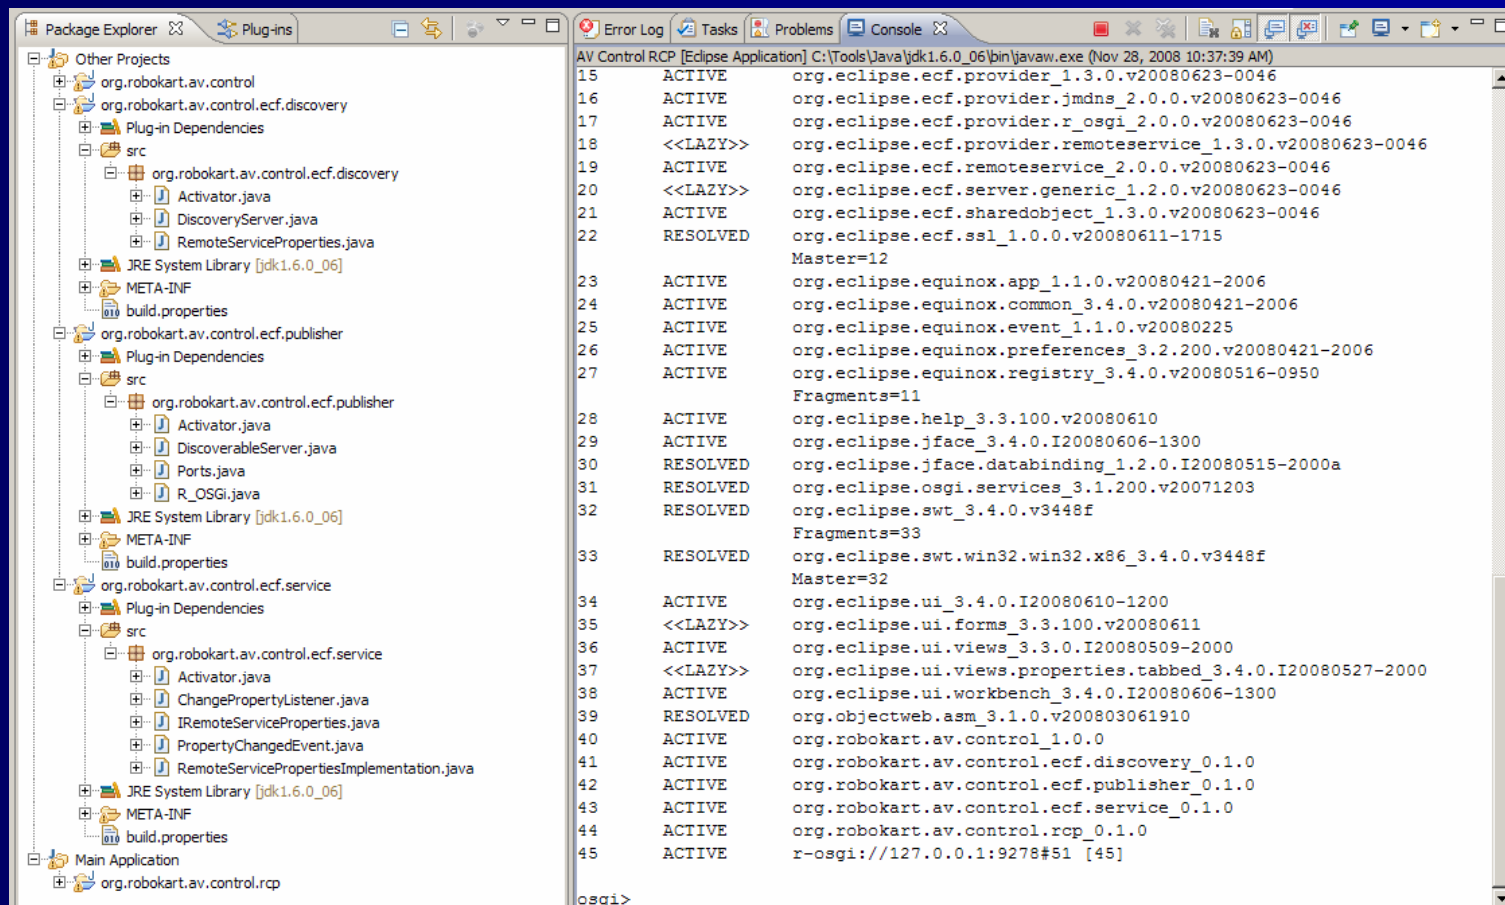 Package Explorer
Plug-ins
Other Projects
org.robokart.av.control
org.robokart.av.control.ecf.discovery
Plug-in Dependencies
src
org.robokart.av.control.ecf.discovery
Activator.java
DiscoveryServer.java
RemoteServiceProperties.java
JRE System Library [jdk1.6.0_06]
META-INF
build.properties
org.robokart.av.control.ecf.publisher
Plug-in Dependencies
src
org.robokart.av.control.ecf.publisher
Activator.java
DiscoverableServer.java
Ports.java
R_OSGi.java
JRE System Library [jdk1.6.0_06]
META-INF
build.properties
org.robokart.av.control.ecf.service
Plug-in Dependencies
src
org.robokart.av.control.ecf.service
Activator.java
ChangePropertyListener.java
IRemoteServiceProperties.java
PropertyChangedEvent.java
RemoteServicePropertiesImplementation.java
JRE System Library [jdk1.6.0_06]
META-INF
build.properties
Main Application
org.robokart.av.control.rcp
Error Log Tasks Problems Console
AV Control RCP [Eclipse Application] C:\Tools\Java\jdk1.6.0_06\bin\javaw.exe (Nov 28, 2008 10:37:39 AM)
15 ACTIVE org.eclipse.ecf.provider_1.3.0.v20080623-0046
16 ACTIVE org.eclipse.ecf.provider.jmdns_2.0.0.v20080623-0046
17 ACTIVE org.eclipse.ecf.provider.r_osgi_2.0.0.v20080623-0046
18 <<LAZY>> org.eclipse.ecf.provider.remoteservice_1.3.0.v20080623-0046
19 ACTIVE org.eclipse.ecf.remoteservice_2.0.0.v20080623-0046
20 <<LAZY>> org.eclipse.ecf.server.generic_1.2.0.v20080623-0046
21 ACTIVE org.eclipse.ecf.sharedobject_1.3.0.v20080623-0046
22 RESOLVED org.eclipse.ecf.ssl_1.0.0.v20080611-1715
Master=12
23 ACTIVE org.eclipse.equinox.app_1.1.0.v20080421-2006
24 ACTIVE org.eclipse.equinox.common_3.4.0.v20080421-2006
25 ACTIVE org.eclipse.equinox.event_1.1.0.v20080225
26 ACTIVE org.eclipse.equinox.preferences_3.2.200.v20080421-2006
27 ACTIVE org.eclipse.equinox.registry_3.4.0.v20080516-0950
Fragments=11
28 ACTIVE org.eclipse.help_3.3.100.v20080610
29 ACTIVE org.eclipse.jface_3.4.0.I20080606-1300
30 RESOLVED org.eclipse.jface.databinding_1.2.0.I20080515-2000a
31 RESOLVED org.eclipse.osgi.services_3.1.200.v20071203
32 RESOLVED org.eclipse.swt_3.4.0.v3448f
Fragments=33
33 RESOLVED org.eclipse.swt.win32.win32.x86_3.4.0.v3448f
Master=32
34 ACTIVE org.eclipse.ui_3.4.0.I20080610-1200
35 <<LAZY>> org.eclipse.ui.forms_3.3.100.v20080611
36 ACTIVE org.eclipse.ui.views_3.3.0.I20080509-2000
37 <<LAZY>> org.eclipse.ui.views.properties.tabbed_3.4.0.I20080527-2000
38 ACTIVE org.eclipse.ui.workbench_3.4.0.I20080606-1300
39 RESOLVED org.objectweb.asm_3.1.0.v200803061910
40 ACTIVE org.robokart.av.control_1.0.0
41 ACTIVE org.robokart.av.control.ecf.discovery_0.1.0
42 ACTIVE org.robokart.av.control.ecf.publisher_0.1.0
43 ACTIVE org.robokart.av.control.ecf.service_0.1.0
44 ACTIVE org.robokart.av.control.rcp_0.1.0
45 ACTIVE r-osgi://127.0.0.1:9278#51 [45]
osgi>